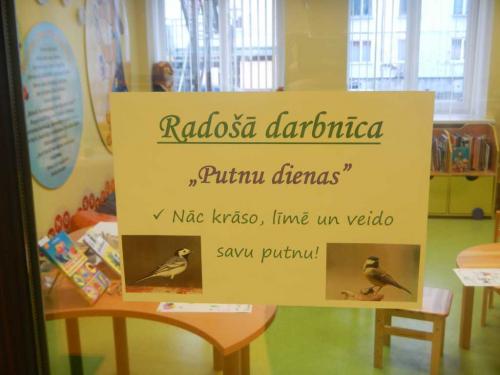 Radošā darbnīca
„Putnu dienas”
✓ Nāc krāso, līmē un veido
savu putnu!